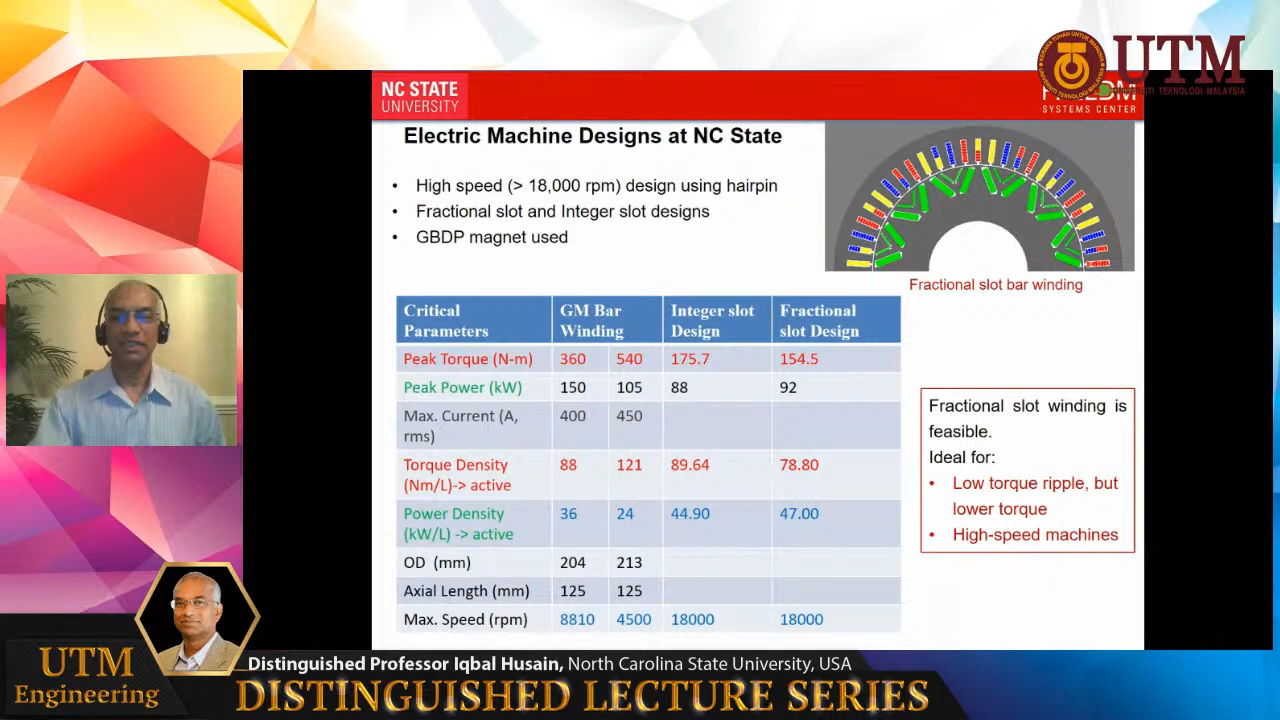 UTM
UNIVERSITI TEKNOLOGI MALAYSIA
NC STATE
UNIVERSITY
SYSTEMS CENTER
Electric Machine Designs at NC State
• High speed (> 18,000 rpm) design using hairpin
• Fractional slot and Integer slot designs
• GBDP magnet used
Fractional slot bar winding
Critical Parameters GM Bar Winding Integer slot Design Fractional slot Design
Peak Torque (N-m) 360 540 175.7 154.5
Peak Power (kW) 150 105 88 92
Max. Current (A, rms) 400 450
Torque Density (Nm/L)-> active 88 121 89.64 78.80
Power Density (kW/L) -> active 36 24 44.90 47.00
OD (mm) 204 213
Axial Length (mm) 125 125
Max. Speed (rpm) 8810 4500 18000 18000
Fractional slot winding is
feasible.
Ideal for:
• Low torque ripple, but
lower torque
• High-speed machines
UTM
Engineering
Distinguished Professor Iqbal Husain, North Carolina State University, USA
DISTINGUISHED LECTURE SERIES